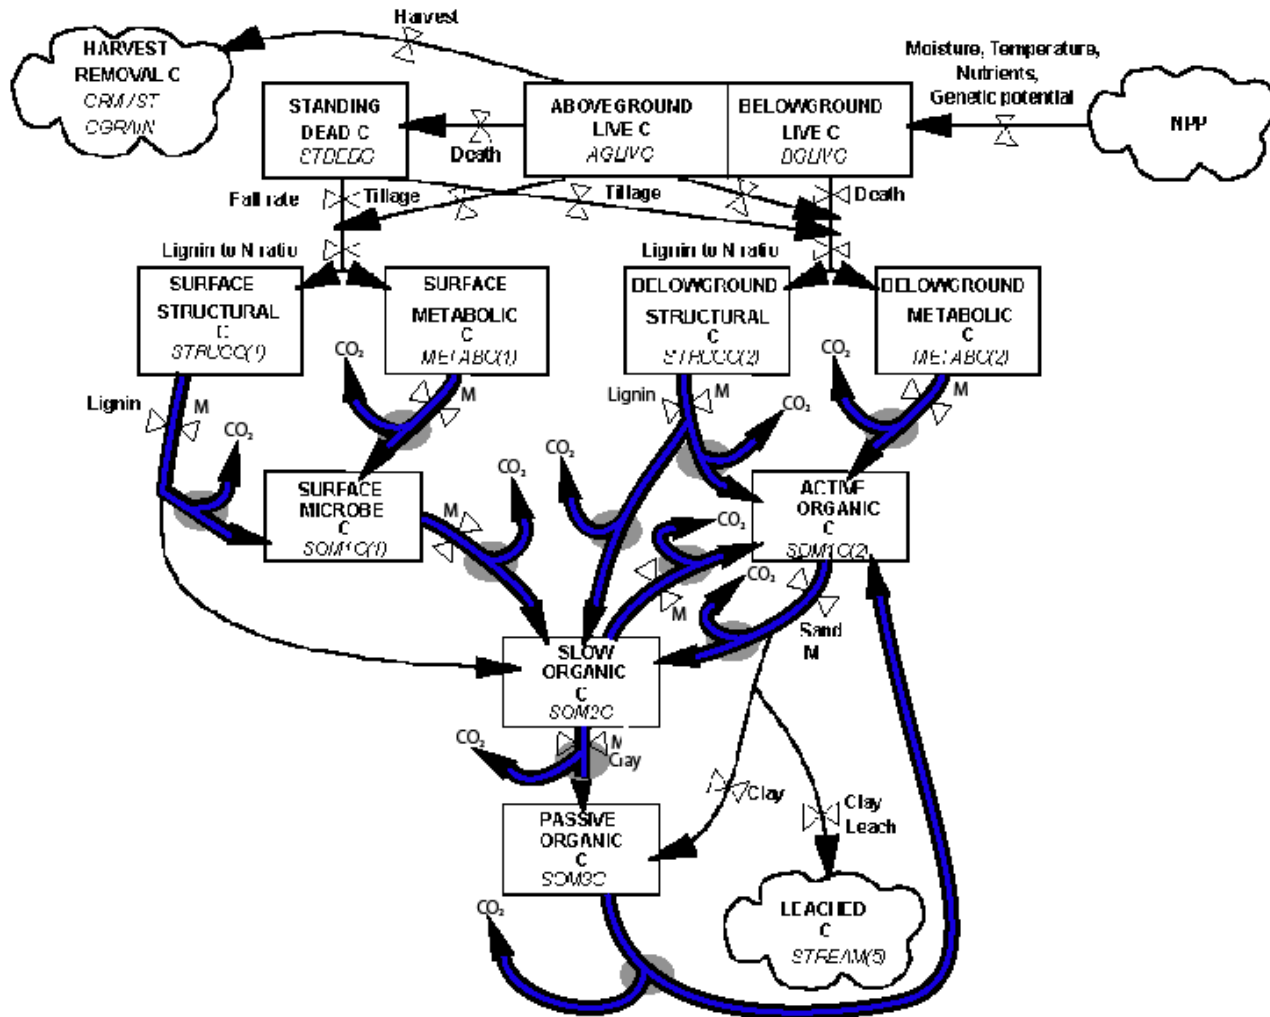 Harvest
HARVEST
REMOVAL C
CRMVST
CGRAIN
Moisture, Temperature,
Nutrients,
Genetic potential
NPP
STANDING
DEAD C
STDEDC
Death
ABOVEGROUND
LIVE C
AGLIVC
BELOWGROUND
LIVE C
BGLIVC
Fall rate
Tillage
Tillage
Death
Lignin to N ratio
Lignin to N ratio
SURFACE
STRUCTURAL
C
STRUCC(1)
SURFACE
METABOLIC
C
METABC(1)
BELOWGROUND
STRUCTURAL
C
STRUCC(2)
BELOWGROUND
METABOLIC
C
METABC(2)
CO₂
CO₂
Lignin
M
M
Lignin
M
M
CO₂
CO₂
CO₂
CO₂
SURFACE
MICROBE
C
SOM1C(1)
M
ACTIVE
ORGANIC
C
SOM1C(2)
CO₂
CO₂
M
Sand
M
SLOW
ORGANIC
C
SOM2C
CO₂
M
Clay
Clay
Clay
Leach
PASSIVE
ORGANIC
C
SOM3C
CO₂
LEACHED
C
STREAM(5)